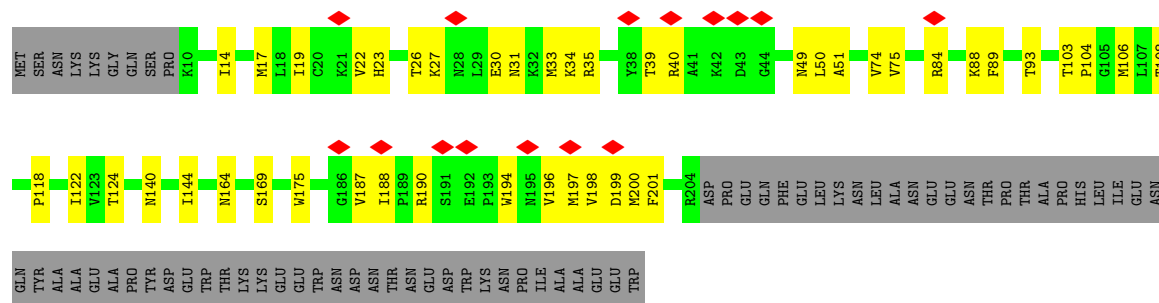 MET SER ASN LYS LYS GLY GLN SER PRO K10 I14 M17 L18 I19 C20 K21 V22 H23 T26 K27 N28 L29 E30 N31 K32 M33 K34 R35 Y38 T39 R40 A41 K42 D43 G44 N49 L50 A51 V74 V75 R84 K88 F89 T93 T103 P104 G105 M106 L107
P118 I122 V123 T124 N140 I144 N164 S169 W175 G186 V187 I188 P189 R190 S191 E192 P193 W194 N195 V196 M197 V198 D199 M200 F201 R204 ASP PRO GLU GLN PHE GLU LEU LYS ASN LEU ALA ASN GLU GLU ASN THR PRO THR ALA PRO HIS LEU ILE GLU ASN
GLN TYR ALA ALA GLU ALA PRO TYR ASP GLU TRP THR LYS LYS GLU GLU TRP ASN ASP ASN THR ASN GLU ASP TRP LYS ASN PRO ILE ALA ALA GLU GLU TRP